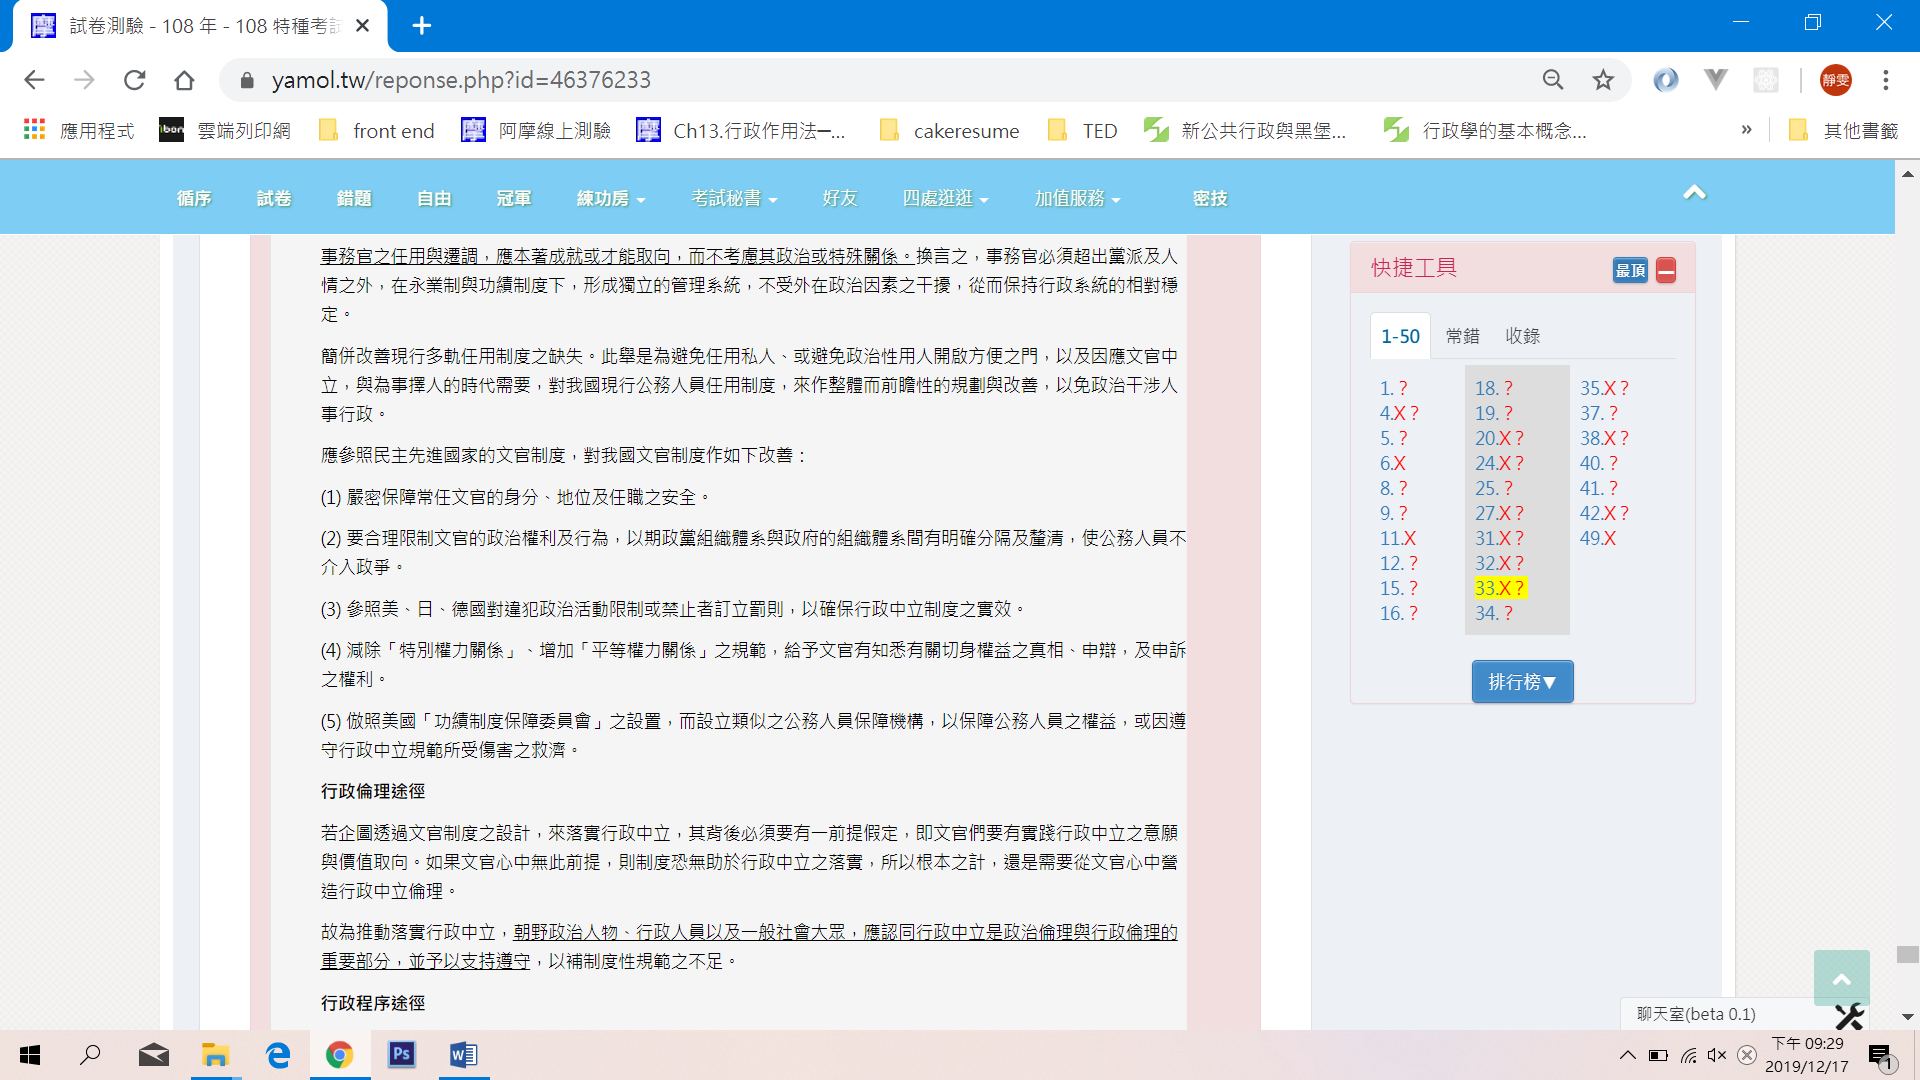 試卷測驗 - 108 年 - 108 特種考試
yamol.tw/reponse.php?id=46376233
靜雯
應用程式
ibon
雲端列印網
front end
阿摩線上測驗
Ch13.行政作用法─...
cakeresume
TED
新公共行政與黑堡...
行政學的基本概念...
»
其他書籤
循序 試卷 錯題 自由 冠軍 練功房 考試秘書 好友 四處逛逛 加值服務 密技
事務官之任用與遷調，應本著成就或才能取向，而不考慮其政治或特殊關係。換言之，事務官必須超出黨派及人
情之外，在永業制與功績制度下，形成獨立的管理系統，不受外在政治因素之干擾，從而保持行政系統的相對穩
定。
簡併改善現行多軌任用制度之缺失。此舉是為避免任用私人、或避免政治性用人開啟方便之門，以及因應文官中
立，與為事擇人的時代需要，對我國現行公務人員任用制度，來作整體而前瞻性的規劃與改善，以免政治干涉人
事行政。
應參照民主先進國家的文官制度，對我國文官制度作如下改善：
(1) 嚴密保障常任文官的身分、地位及任職之安全。
(2) 要合理限制文官的政治權利及行為，以期政黨組織體系與政府的組織體系間有明確分隔及釐清，使公務人員不
介入政爭。
(3) 參照美、日、德國對違犯政治活動限制或禁止者訂立罰則，以確保行政中立制度之實效。
(4) 減除「特別權力關係」、增加「平等權力關係」之規範，給予文官有知悉有關切身權益之真相、申辯，及申訴
之權利。
(5) 倣照美國「功績制度保障委員會」之設置，而設立類似之公務人員保障機構，以保障公務人員之權益，或因遵
守行政中立規範所受傷害之救濟。
行政倫理途徑
若企圖透過文官制度之設計，來落實行政中立，其背後必須要有一前提假定，即文官們要有實踐行政中立之意願
與價值取向。如果文官心中無此前提，則制度恐無助於行政中立之落實，所以根本之計，還是需要從文官心中營
造行政中立倫理。
故為推動落實行政中立，朝野政治人物、行政人員以及一般社會大眾，應認同行政中立是政治倫理與行政倫理的
重要部分，並予以支持遵守，以補制度性規範之不足。
行政程序途徑
快捷工具
最頂
1-50 常錯 收錄
1. ?
4.X ?
5. ?
6.X
8. ?
9. ?
11.X
12. ?
15. ?
16. ?
18. ?
19. ?
20.X ?
24.X ?
25. ?
27.X ?
31.X ?
32.X ?
33.X ?
34. ?
35.X ?
37. ?
38.X ?
40. ?
41. ?
42.X ?
49.X
排行榜▼
聊天室(beta 0.1)
Ps
下午 09:29
2019/12/17
1